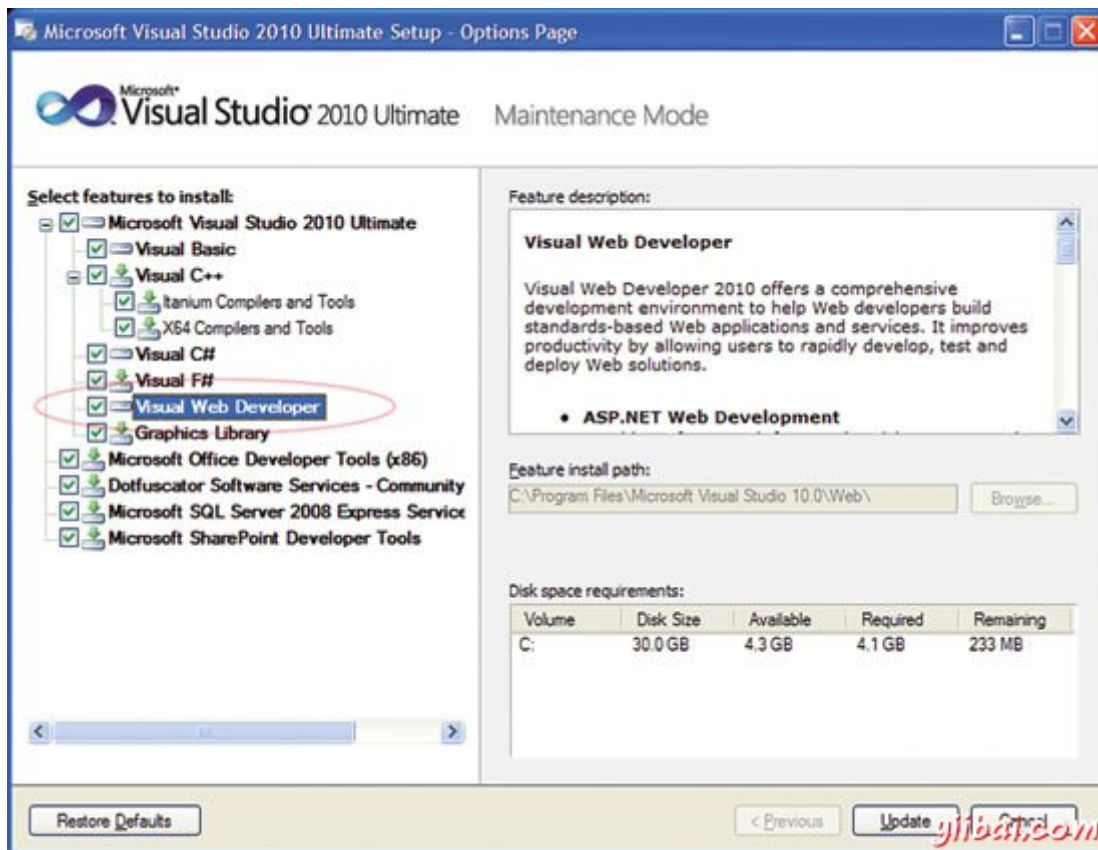 Microsoft Visual Studio 2010 Ultimate Setup - Options Page
Microsoft®
Visual Studio® 2010 Ultimate Maintenance Mode
Select features to install:
Microsoft Visual Studio 2010 Ultimate
Visual Basic
Visual C++
Itanium Compilers and Tools
X64 Compilers and Tools
Visual C#
Visual F#
Visual Web Developer
Graphics Library
Microsoft Office Developer Tools (x86)
Dotfuscator Software Services - Community
Microsoft SQL Server 2008 Express Service
Microsoft SharePoint Developer Tools
Feature description:
Visual Web Developer
Visual Web Developer 2010 offers a comprehensive
development environment to help Web developers build
standards-based Web applications and services. It improves
productivity by allowing users to rapidly develop, test and
deploy Web solutions.
• ASP.NET Web Development
Feature install path:
C:\Program Files\Microsoft Visual Studio 10.0\Web\
Browse...
Disk space requirements:
Volume Disk Size Available Required Remaining
C: 30.0 GB 4.3 GB 4.1 GB 233 MB
Restore Defaults
< Previous
Update
Cancel
yiibai.com